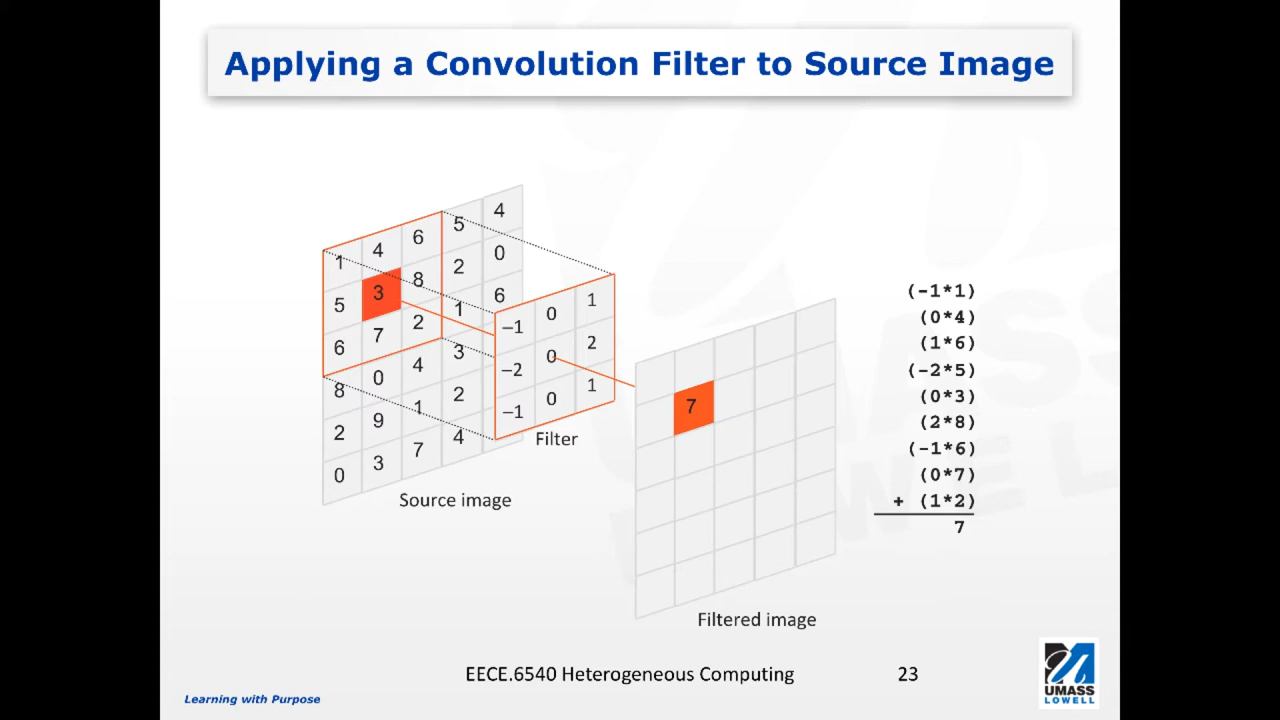 Applying a Convolution Filter to Source Image
1 4 6 5 4
5 3 8 2 0
6 7 2 1 6
8 0 4 3
2 9 1 2
0 3 7 4
Source image
−1 0 1
−2 0 2
−1 0 1
Filter
7
Filtered image
(-1*1)
(0*4)
(1*6)
(-2*5)
(0*3)
(2*8)
(-1*6)
(0*7)
+ (1*2)
7
EECE.6540 Heterogeneous Computing 23
Learning with Purpose
UMASS
LOWELL